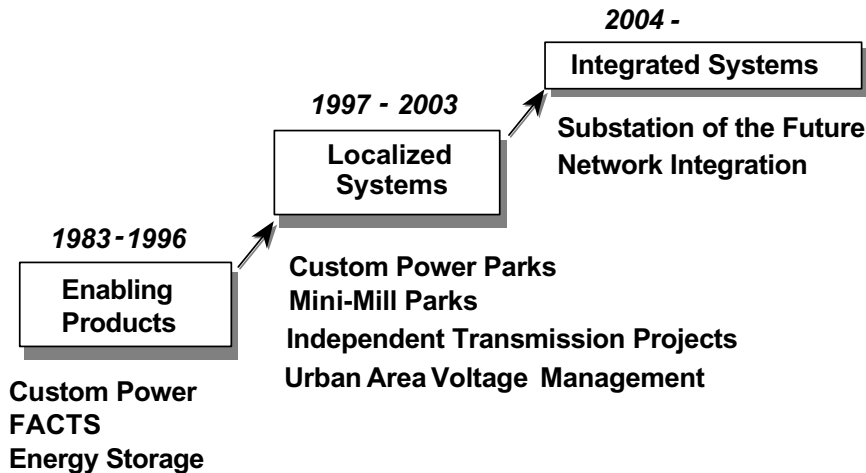 2004 -
Integrated Systems
Substation of the Future
Network Integration
1997 - 2003
Localized
Systems
Custom Power Parks
Mini-Mill Parks
Independent Transmission Projects
Urban Area Voltage Management
1983-1996
Enabling
Products
Custom Power
FACTS
Energy Storage